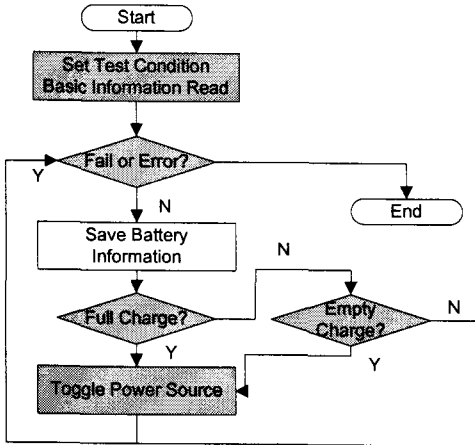 Start
Set Test Condition
Basic Information Read
Fail or Error?
Y
N
End
Save Battery
Information
N
Full Charge?
Empty
Charge?
N
Y
Y
Toggle Power Source